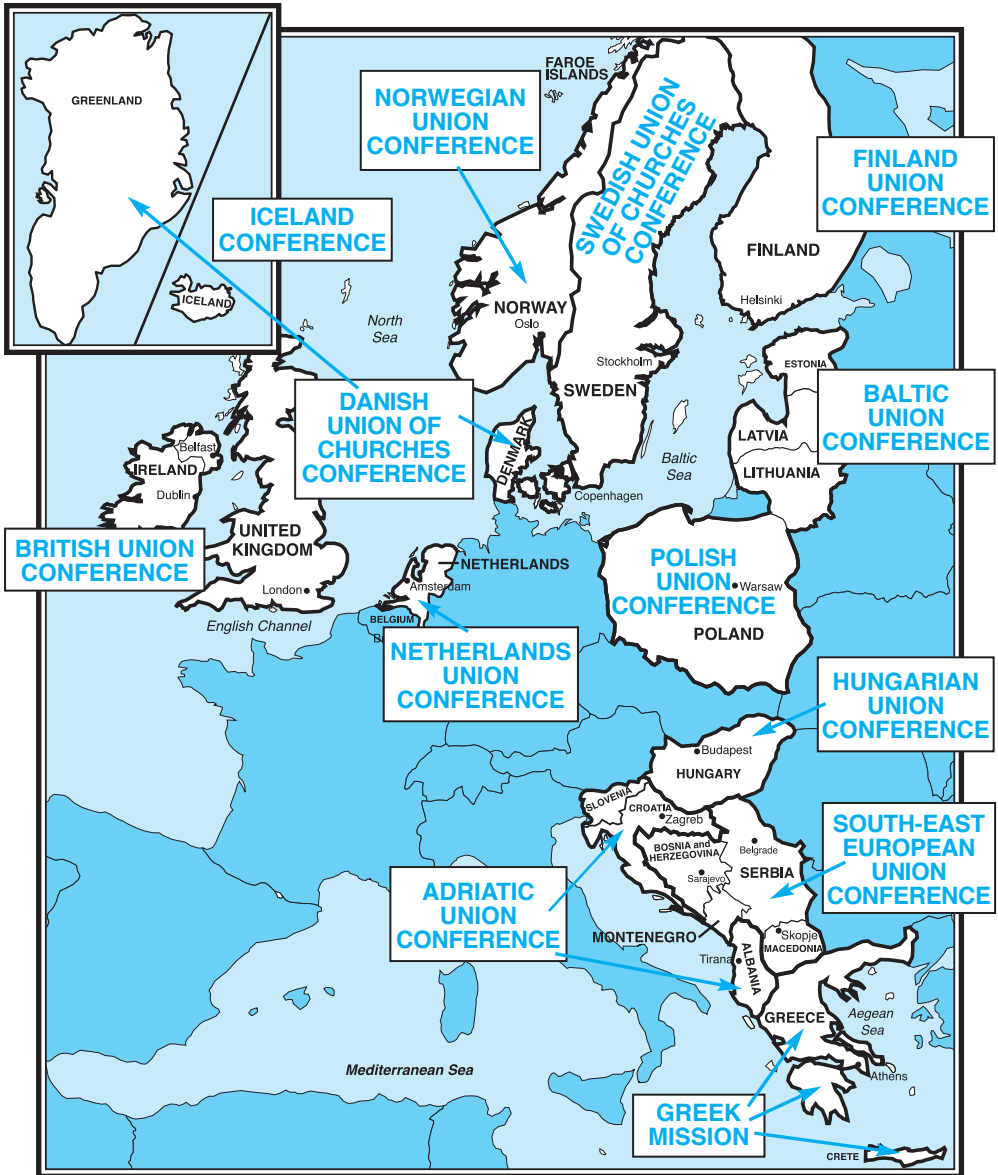 GREENLAND
ICELAND
CONFERENCE
ICELAND
FAROE
ISLANDS
NORWEGIAN
UNION
CONFERENCE
SWEDISH UNION
OF CHURCHES
CONFERENCE
FINLAND
UNION
CONFERENCE
FINLAND
Helsinki
North
Sea
NORWAY
Oslo
Stockholm
SWEDEN
ESTONIA
BALTIC
UNION
CONFERENCE
LATVIA
LITHUANIA
Baltic
Sea
DANISH
UNION OF
CHURCHES
CONFERENCE
DENMARK
Copenhagen
Belfast
IRELAND
Dublin
BRITISH UNION
CONFERENCE
UNITED
KINGDOM
London
English Channel
NETHERLANDS
Amsterdam
BELGIUM
B
NETHERLANDS
UNION
CONFERENCE
POLISH
UNION
CONFERENCE
Warsaw
POLAND
HUNGARIAN
UNION
CONFERENCE
Budapest
HUNGARY
SLOVENIA
CROATIA
Zagreb
BOSNIA and
HERZEGOVINA
Sarajevo
Belgrade
SERBIA
SOUTH-EAST
EUROPEAN
UNION
CONFERENCE
ADRIATIC
UNION
CONFERENCE
MONTENEGRO
Skopje
MACEDONIA
Tirana
ALBANIA
GREECE
Aegean
Sea
Athens
Mediterranean Sea
GREEK
MISSION
CRETE